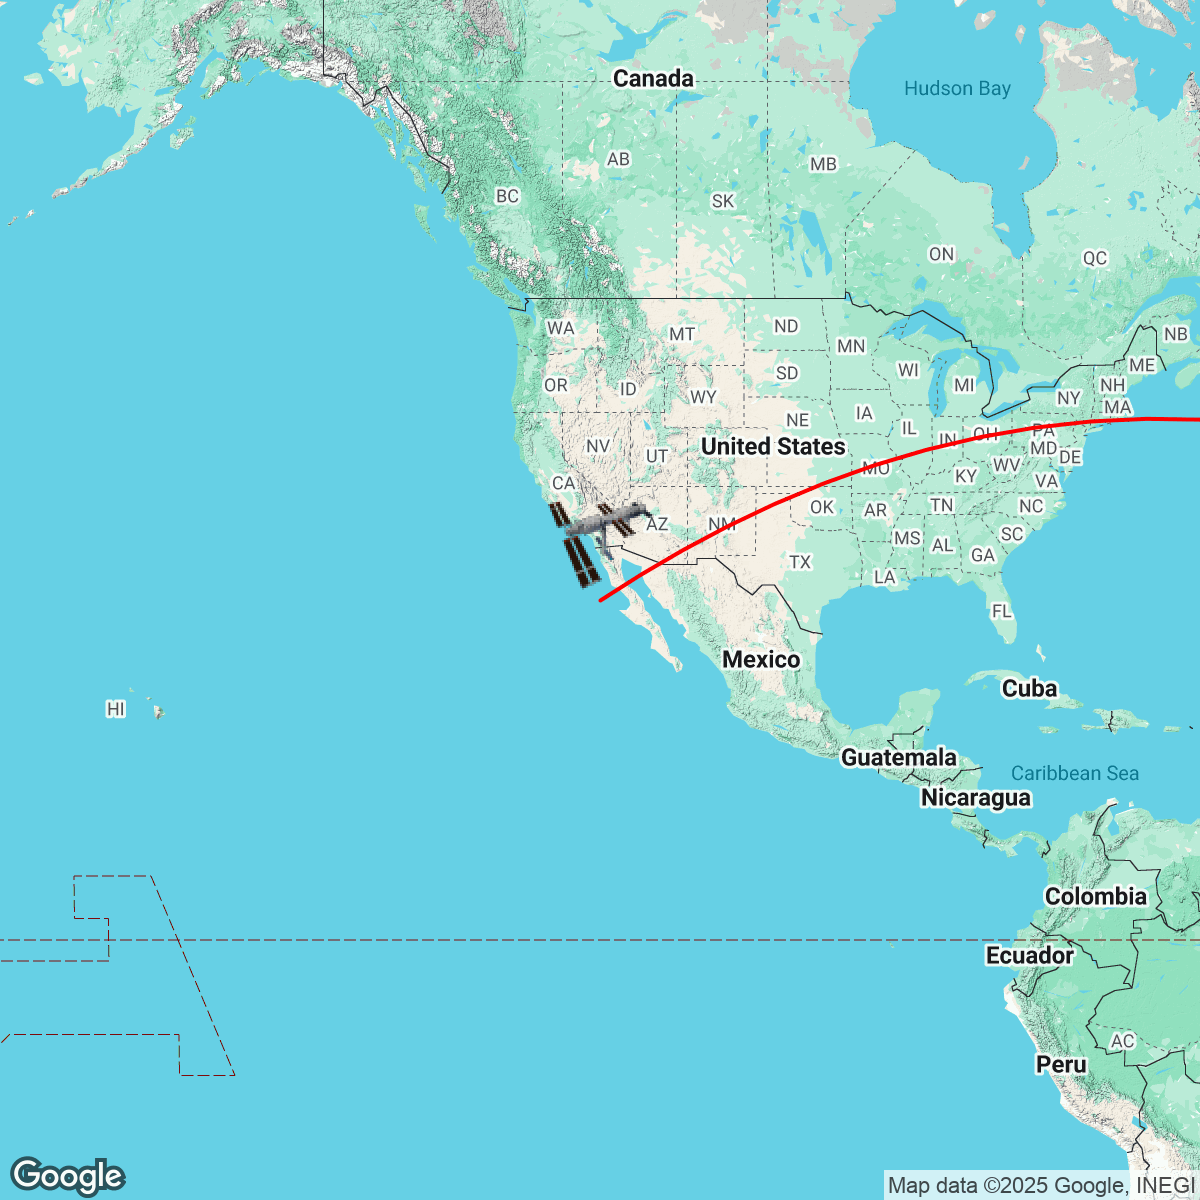 Canada
Hudson Bay
AB
MB
BC
SK
ON
QC
WA
MT
ND
NB
MN
ME
OR
ID
SD
WI
MI
NH
WY
NY
MA
NE
IA
IL
IN
OH
PA
NV
UT
United States
MD
DE
CA
MO
KY
WV
VA
AZ
NM
OK
AR
TN
NC
MS
AL
SC
GA
TX
LA
FL
Mexico
Cuba
HI
Guatemala
Caribbean Sea
Nicaragua
Colombia
Ecuador
AC
Peru
Google
Map data ©2025 Google, INEGI